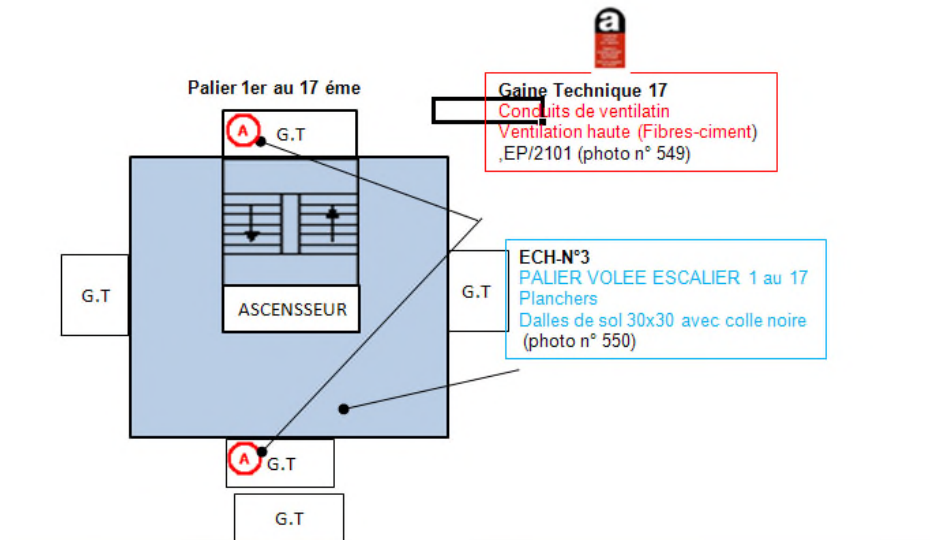 a
Palier 1er au 17 éme
Gaine Technique 17
Conduits de ventilatin
Ventilation haute (Fibres-ciment)
,EP/2101 (photo n° 549)
A
G.T
ECH-N°3
PALIER VOLEE ESCALIER 1 au 17
Planchers
Dalles de sol 30x30 avec colle noire
(photo n° 550)
G.T
G.T
ASCENSSEUR
A
G.T
G.T